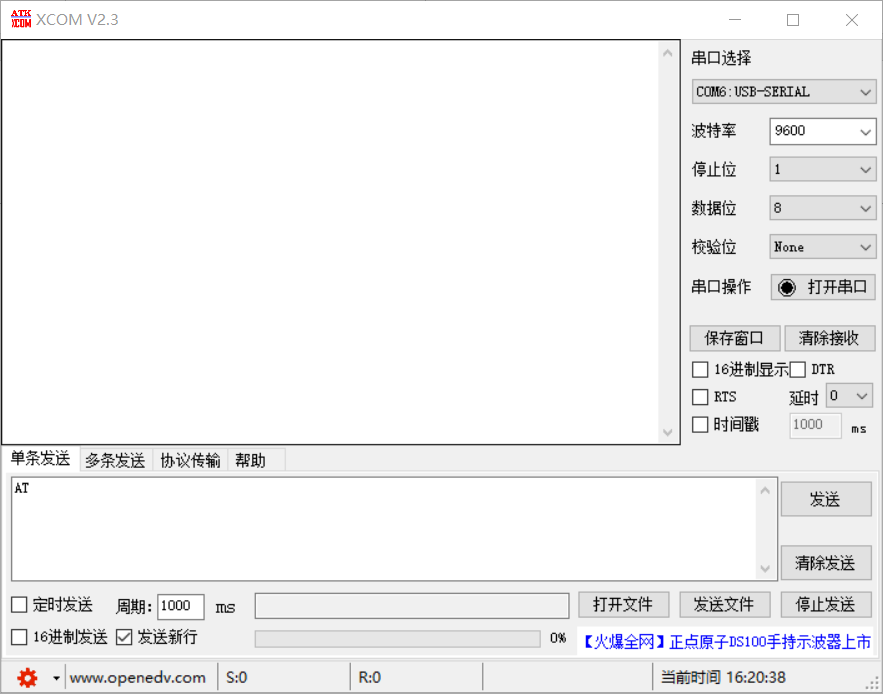 ATK XCOM XCOM V2.3
串口选择
COM6:USB-SERIAL
波特率 9600
停止位 1
数据位 8
校验位 None
串口操作 打开串口
保存窗口 清除接收
16进制显示 DTR
RTS 延时 0
时间戳 1000 ms
单条发送 多条发送 协议传输 帮助
AT
发送
清除发送
定时发送 周期: 1000 ms 打开文件 发送文件 停止发送
16进制发送 发送新行 0% 【火爆全网】正点原子DS100手持示波器上市
www.openedv.com S:0 R:0 当前时间 16:20:38